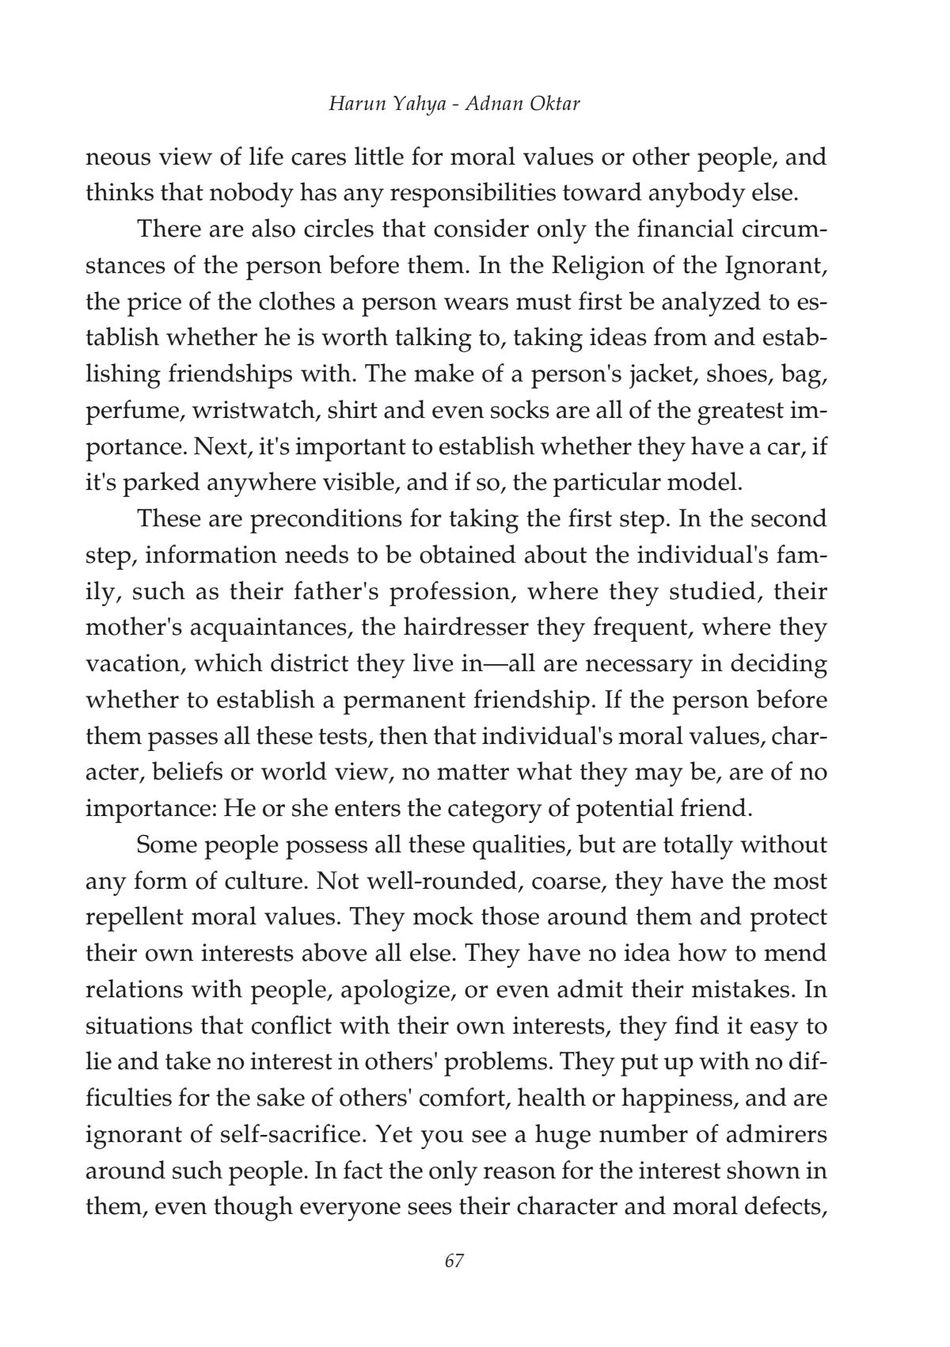 Harun Yahya - Adnan Oktar
neous view of life cares little for moral values or other people, and
thinks that nobody has any responsibilities toward anybody else.
There are also circles that consider only the financial circum-
stances of the person before them. In the Religion of the Ignorant,
the price of the clothes a person wears must first be analyzed to es-
tablish whether he is worth talking to, taking ideas from and estab-
lishing friendships with. The make of a person's jacket, shoes, bag,
perfume, wristwatch, shirt and even socks are all of the greatest im-
portance. Next, it's important to establish whether they have a car, if
it's parked anywhere visible, and if so, the particular model.
These are preconditions for taking the first step. In the second
step, information needs to be obtained about the individual's fam-
ily, such as their father's profession, where they studied, their
mother's acquaintances, the hairdresser they frequent, where they
vacation, which district they live in—all are necessary in deciding
whether to establish a permanent friendship. If the person before
them passes all these tests, then that individual's moral values, char-
acter, beliefs or world view, no matter what they may be, are of no
importance: He or she enters the category of potential friend.
Some people possess all these qualities, but are totally without
any form of culture. Not well-rounded, coarse, they have the most
repellent moral values. They mock those around them and protect
their own interests above all else. They have no idea how to mend
relations with people, apologize, or even admit their mistakes. In
situations that conflict with their own interests, they find it easy to
lie and take no interest in others' problems. They put up with no dif-
ficulties for the sake of others' comfort, health or happiness, and are
ignorant of self-sacrifice. Yet you see a huge number of admirers
around such people. In fact the only reason for the interest shown in
them, even though everyone sees their character and moral defects,
67